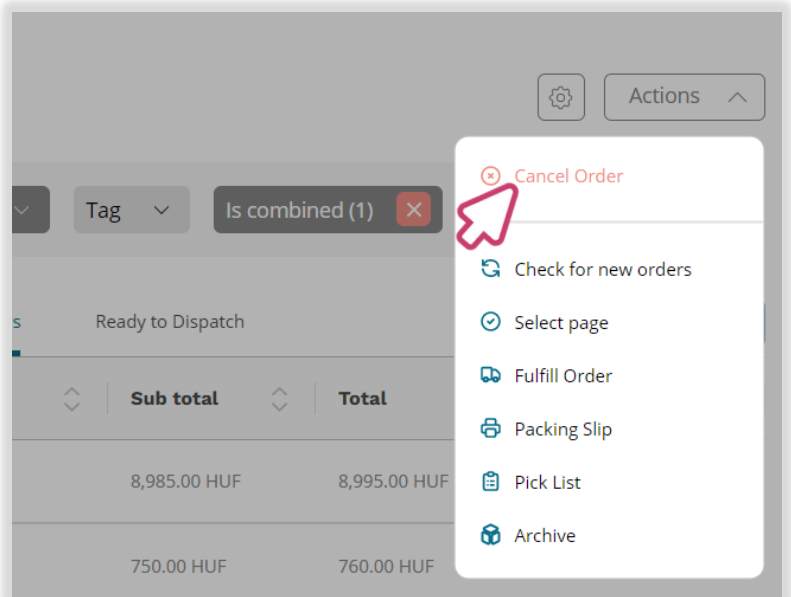 Actions
Cancel Order
Tag
Is combined (1)
Check for new orders
s
Ready to Dispatch
Select page
Fulfill Order
Sub total
Total
Packing Slip
8,985.00 HUF
8,995.00 HUF
Pick List
Archive
750.00 HUF
760.00 HUF